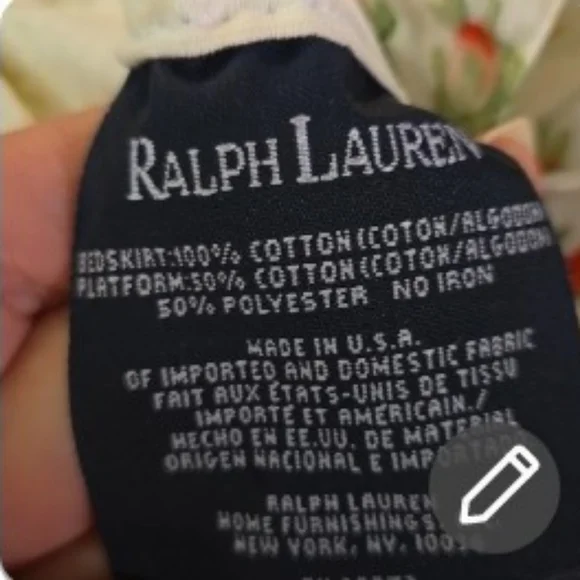 RALPH LAUREN
BEDSKIRT:100% COTTON(COTON/ALGODON
PLATFORM:50% COTTON(COTON/ALGODON
50% POLYESTER NO IRON
MADE IN U.S.A.
OF IMPORTED AND DOMESTIC FABRIC
FAIT AUX ÉTATS-UNIS DE TISSU
IMPORTÉ ET AMÉRICAIN./
HECHO EN EE.UU. DE MATERIAL
ORIGEN NACIONAL E IMPORTADO
RALPH LAUREN
HOME FURNISHINGS
NEW YORK, NY.